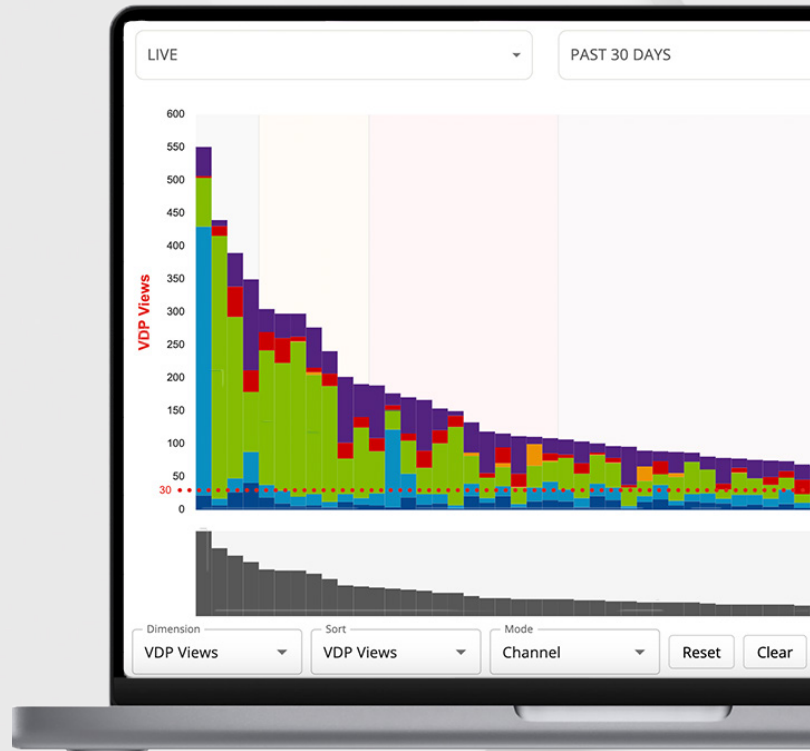 LIVE
PAST 30 DAYS
600
550
500
450
400
350
300
250
200
150
100
50
30
0
VDP Views
Dimension
VDP Views
Sort
VDP Views
Mode
Channel
Reset
Clear